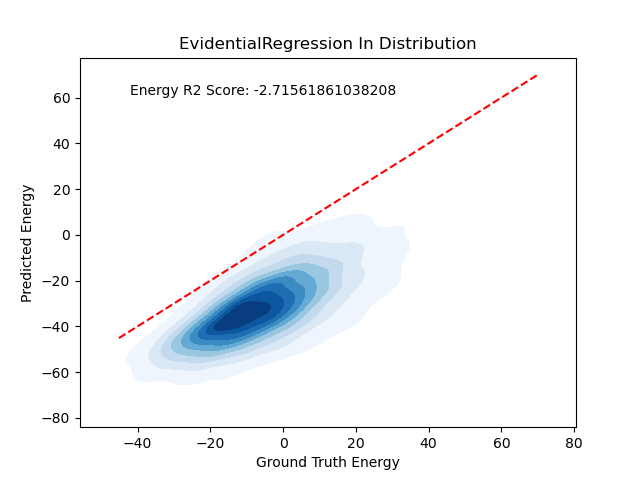 EvidentialRegression In Distribution
Energy R2 Score: -2.71561861038208
60
40
20
0
−20
−40
−60
−80
Predicted Energy
−40 −20 0 20 40 60 80
Ground Truth Energy